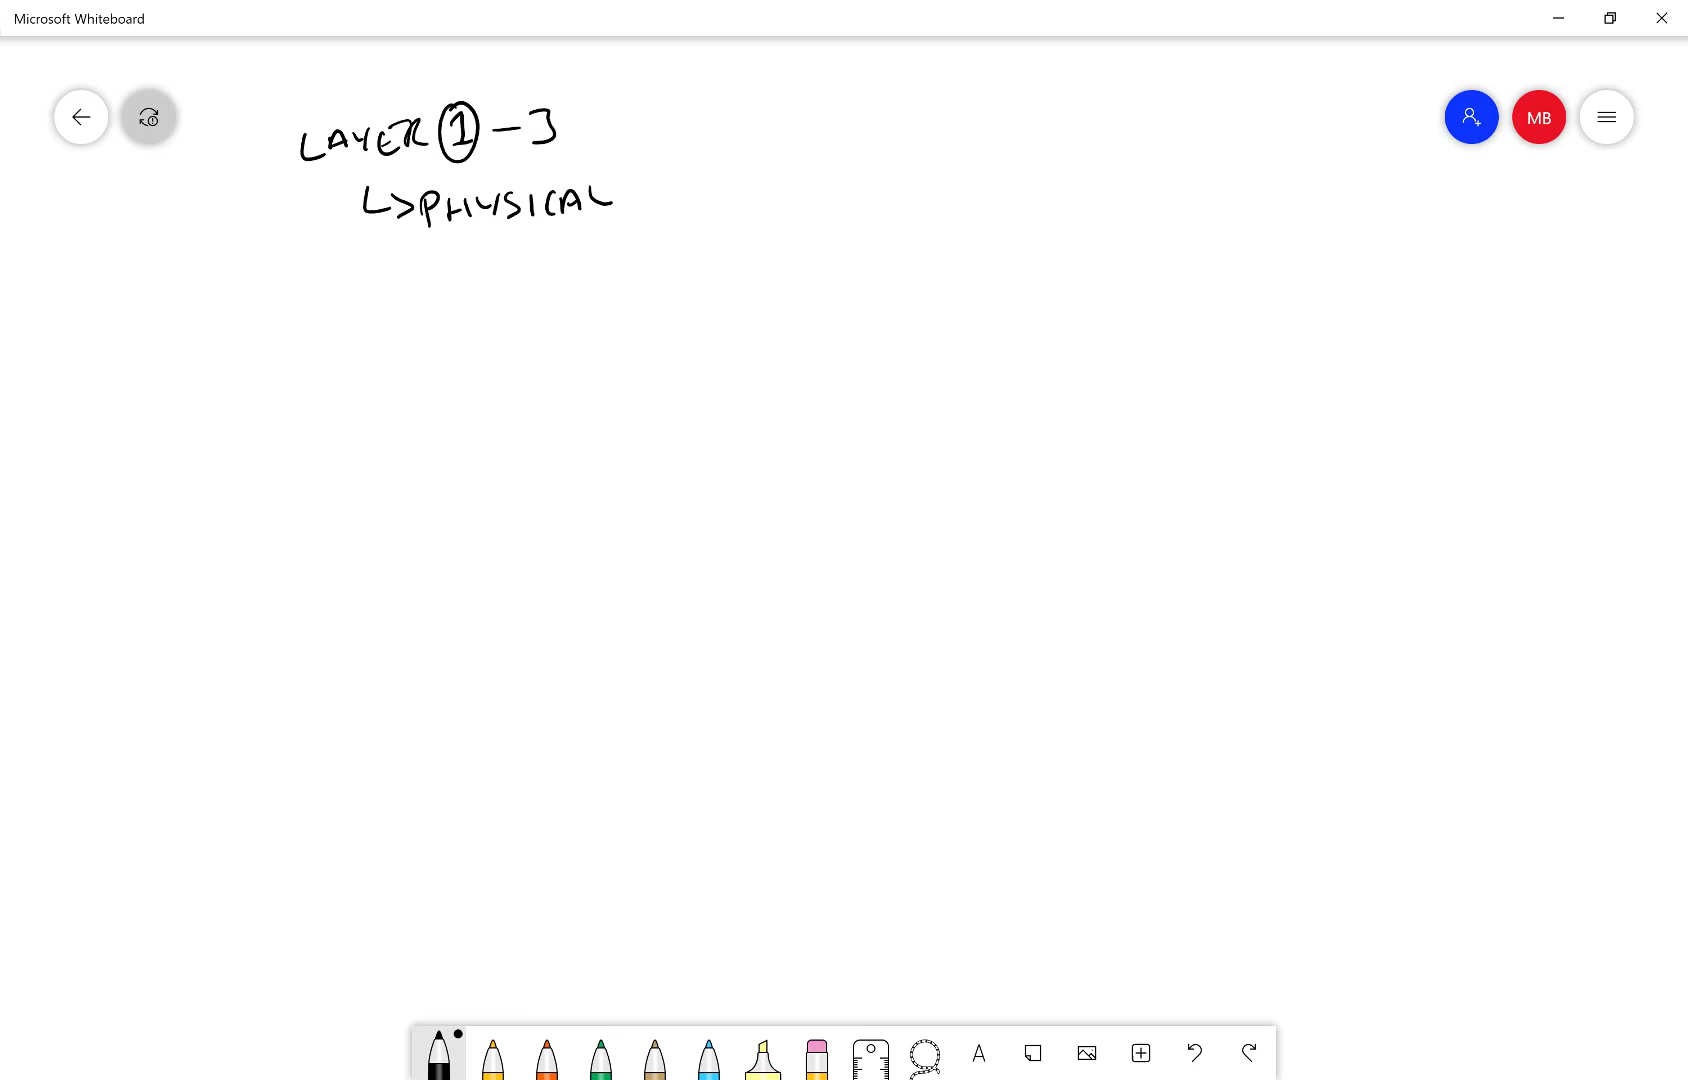 Microsoft Whiteboard
LAYER 1 - 3
MB
↳ PHYSICAL
A